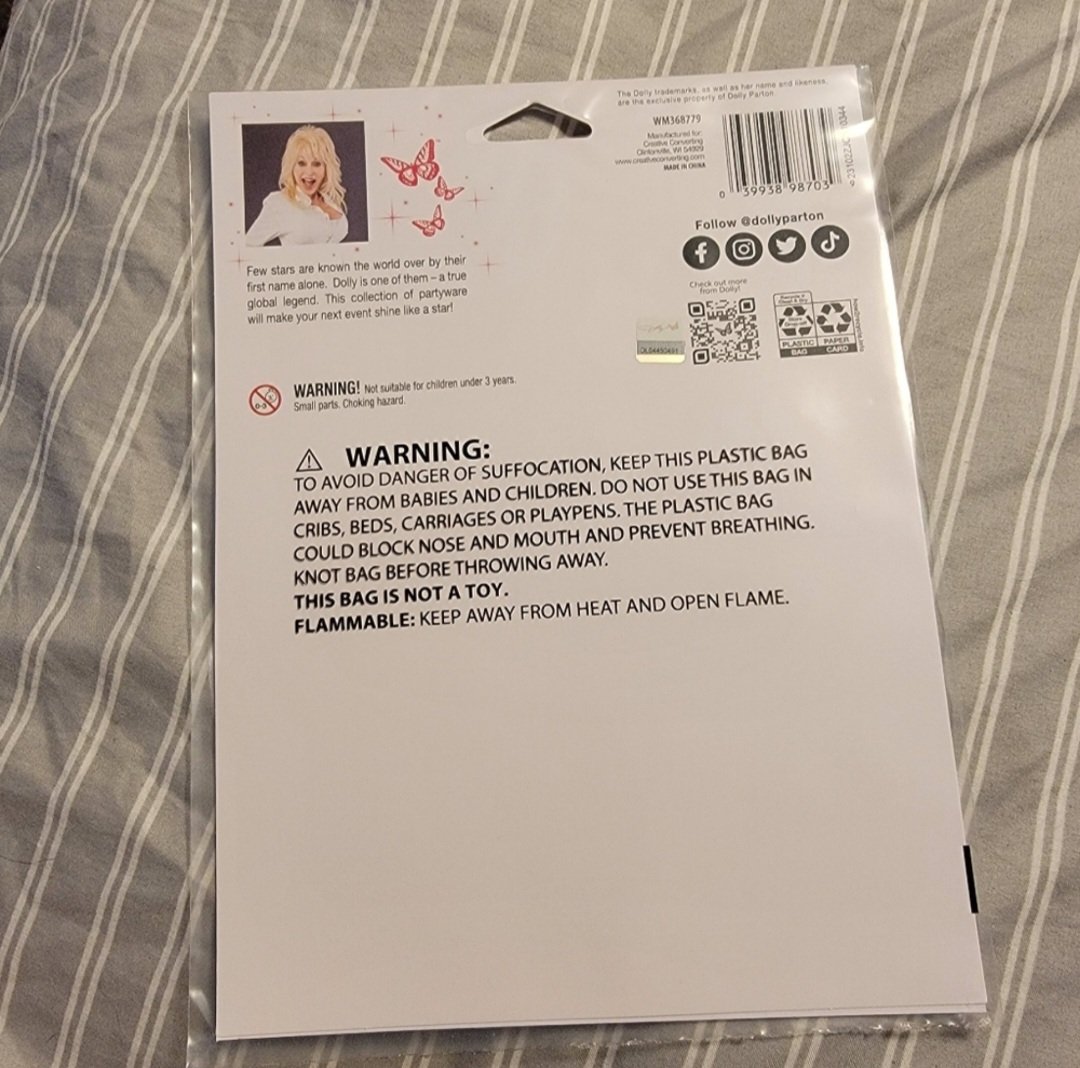 The Dolly trademarks, as well as her name and likeness,
are the exclusive property of Dolly Parton
WM368779
Manufactured for:
Creative Converting
Clintonville, WI 54929
www.creativeconverting.com
MADE IN CHINA
0 39938 98703
Follow @dollyparton
Check out more
from Dolly!
Few stars are known the world over by their
first name alone. Dolly is one of them – a true
global legend. This collection of partyware
will make your next event shine like a star!
PLASTIC PAPER
BAG CARD
0-3
WARNING! Not suitable for children under 3 years.
Small parts. Choking hazard.
WARNING:
TO AVOID DANGER OF SUFFOCATION, KEEP THIS PLASTIC BAG
AWAY FROM BABIES AND CHILDREN. DO NOT USE THIS BAG IN
CRIBS, BEDS, CARRIAGES OR PLAYPENS. THE PLASTIC BAG
COULD BLOCK NOSE AND MOUTH AND PREVENT BREATHING.
KNOT BAG BEFORE THROWING AWAY.
THIS BAG IS NOT A TOY.
FLAMMABLE: KEEP AWAY FROM HEAT AND OPEN FLAME.